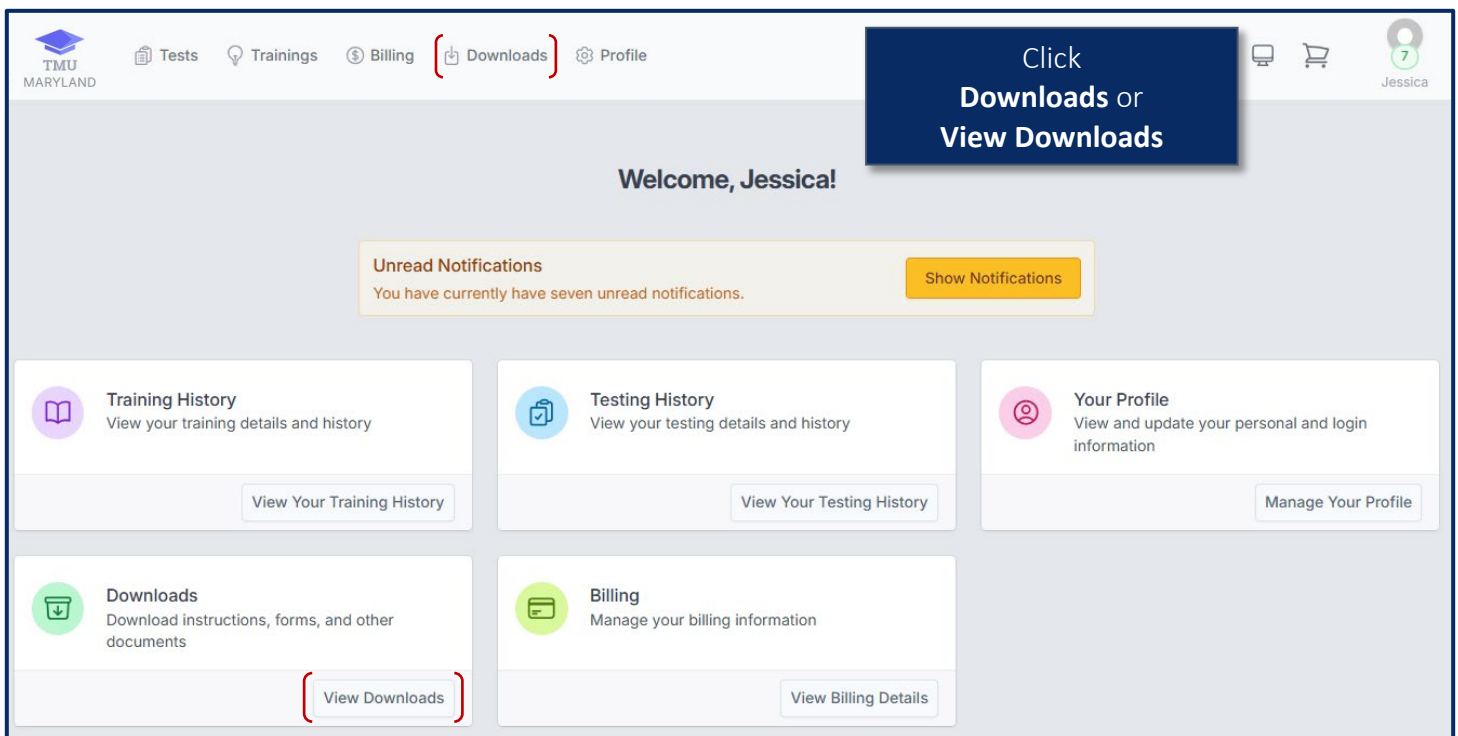 TMU
MARYLAND
Tests
Trainings
Billing
Downloads
Profile
Click
Downloads or
View Downloads
7
Jessica
Welcome, Jessica!
Unread Notifications
You have currently have seven unread notifications.
Show Notifications
Training History
View your training details and history
View Your Training History
Testing History
View your testing details and history
View Your Testing History
Your Profile
View and update your personal and login
information
Manage Your Profile
Downloads
Download instructions, forms, and other
documents
View Downloads
Billing
Manage your billing information
View Billing Details